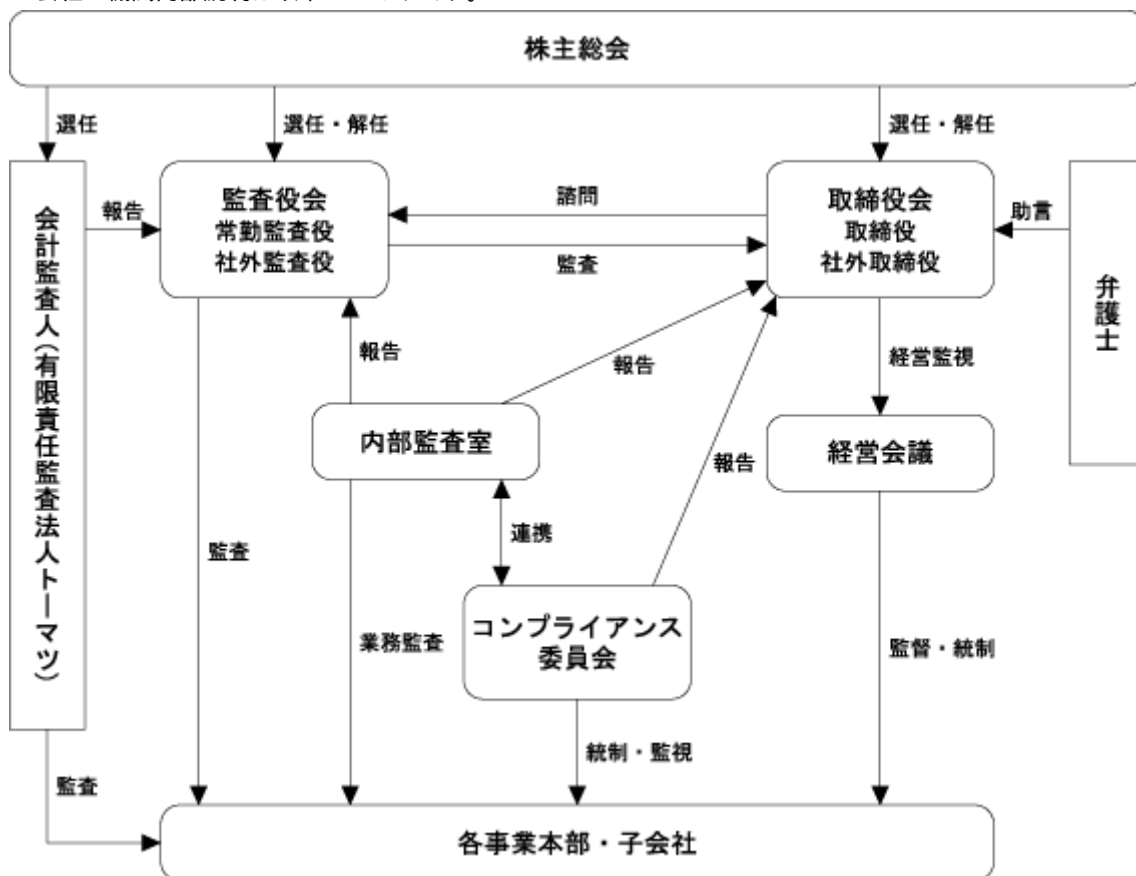 株主総会
選任
選任・解任
選任・解任
監査役会
常勤監査役
社外監査役
取締役会
取締役
社外取締役
諮問
監査
報告
助言
会計監査人(有限責任監査法人トーマツ)
弁護士
報告
報告
報告
経営監視
内部監査室
経営会議
連携
監査
業務監査
コンプライアンス
委員会
監督・統制
統制・監視
監査
各事業本部・子会社